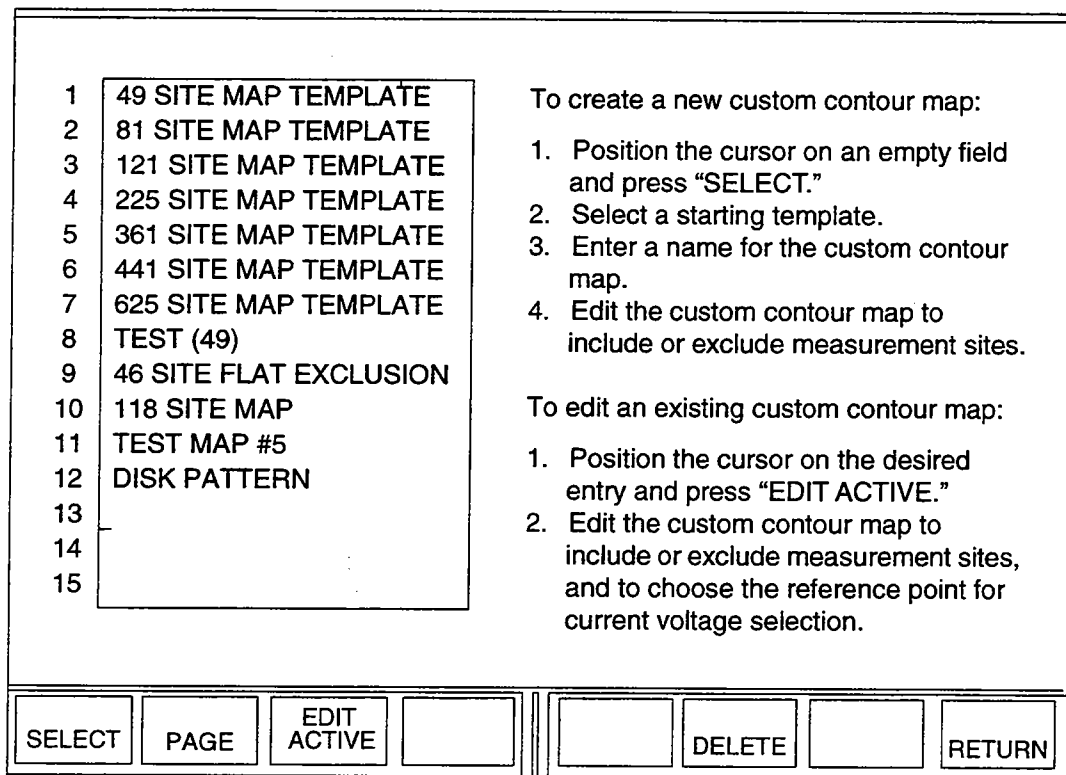 1 49 SITE MAP TEMPLATE
2 81 SITE MAP TEMPLATE
3 121 SITE MAP TEMPLATE
4 225 SITE MAP TEMPLATE
5 361 SITE MAP TEMPLATE
6 441 SITE MAP TEMPLATE
7 625 SITE MAP TEMPLATE
8 TEST (49)
9 46 SITE FLAT EXCLUSION
10 118 SITE MAP
11 TEST MAP #5
12 DISK PATTERN
13
14
15
To create a new custom contour map:
1. Position the cursor on an empty field
and press “SELECT.”
2. Select a starting template.
3. Enter a name for the custom contour
map.
4. Edit the custom contour map to
include or exclude measurement sites.
To edit an existing custom contour map:
1. Position the cursor on the desired
entry and press “EDIT ACTIVE.”
2. Edit the custom contour map to
include or exclude measurement sites,
and to choose the reference point for
current voltage selection.
SELECT
PAGE
EDIT
ACTIVE
DELETE
RETURN